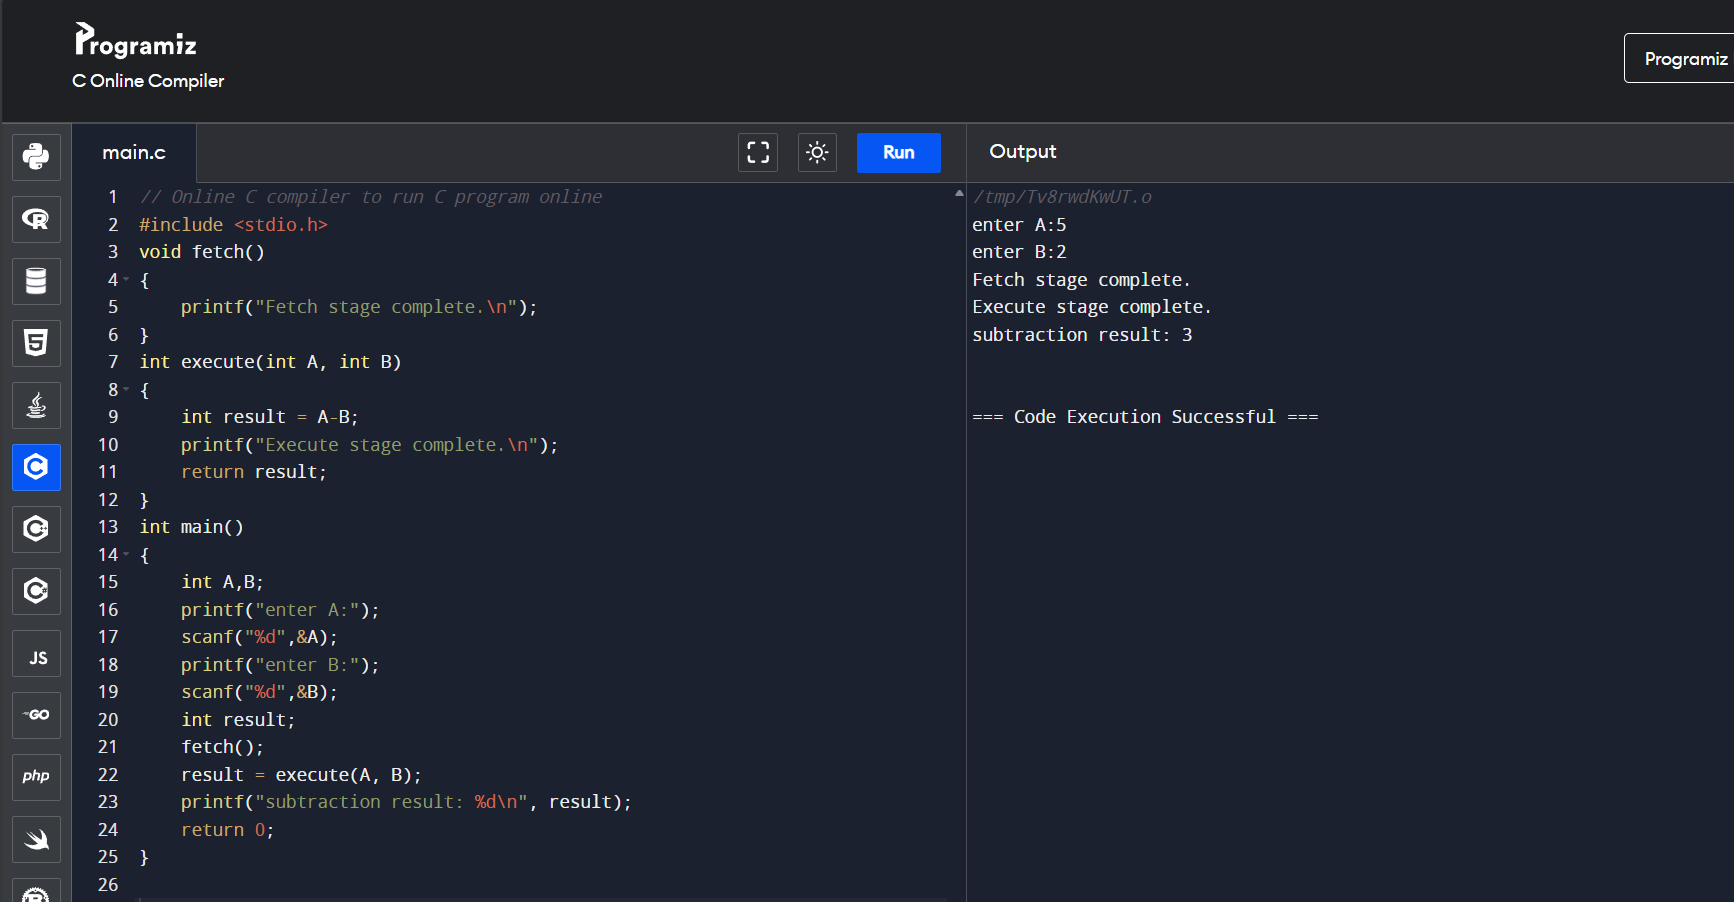 Programiz
C Online Compiler
Programiz
main.c
Run
Output
1 // Online C compiler to run C program online
2 #include <stdio.h>
3 void fetch()
4 {
5     printf("Fetch stage complete.\n");
6 }
7 int execute(int A, int B)
8 {
9     int result = A-B;
10     printf("Execute stage complete.\n");
11     return result;
12 }
13 int main()
14 {
15     int A,B;
16     printf("enter A:");
17     scanf("%d",&A);
18     printf("enter B:");
19     scanf("%d",&B);
20     int result;
21     fetch();
22     result = execute(A, B);
23     printf("subtraction result: %d\n", result);
24     return 0;
25 }
26
/tmp/Tv8rwdKwUT.o
enter A:5
enter B:2
Fetch stage complete.
Execute stage complete.
subtraction result: 3
=== Code Execution Successful ===
R
5
C
C++
C#
JS
GO
php
R